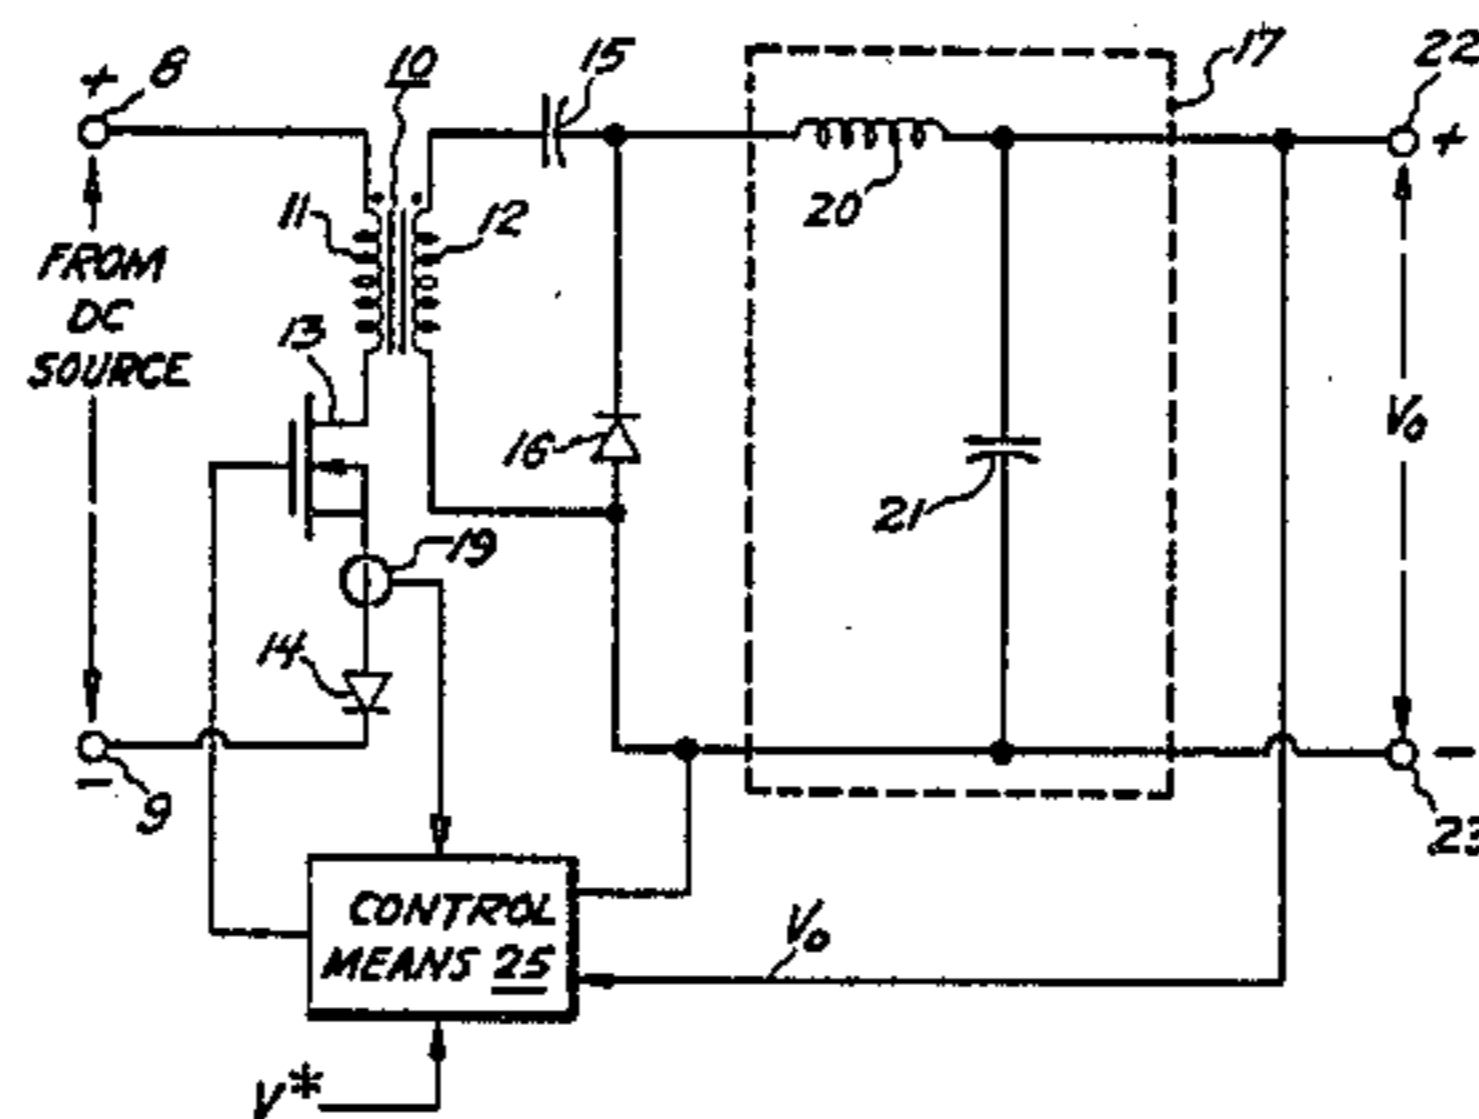 + 8 10 15 17 22
+
11 12 20
FROM
DC
SOURCE
13
16
V₀
21
19
14
−
9
−
23
CONTROL
MEANS 25
V₀
V*